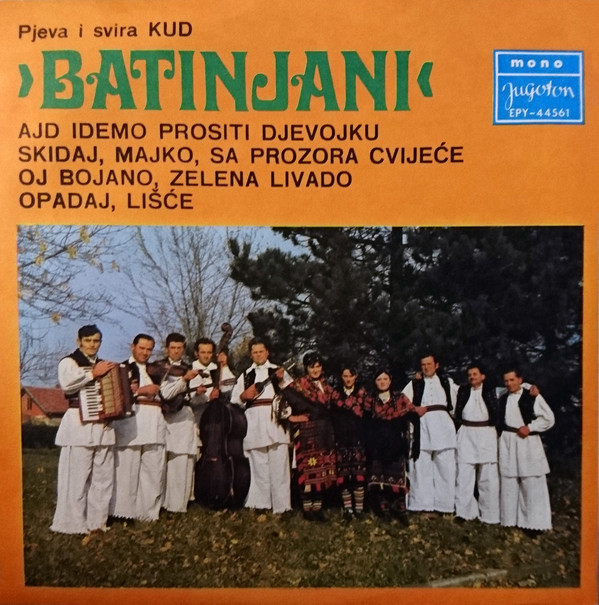 Pjeva i svira KUD
›BATINJANI‹
mono
Jugoton
EPY-44561
AJD IDEMO PROSITI DJEVOJKU
SKIDAJ, MAJKO, SA PROZORA CVIJEĆE
OJ BOJANO, ZELENA LIVADO
OPADAJ, LIŠĆE